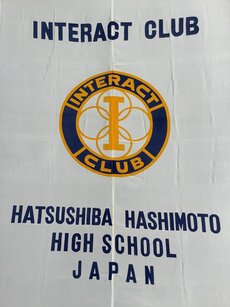 INTERACT CLUB
INTERACT
I
CLUB
HATSUSHIBA HASHIMOTO
HIGH SCHOOL
JAPAN